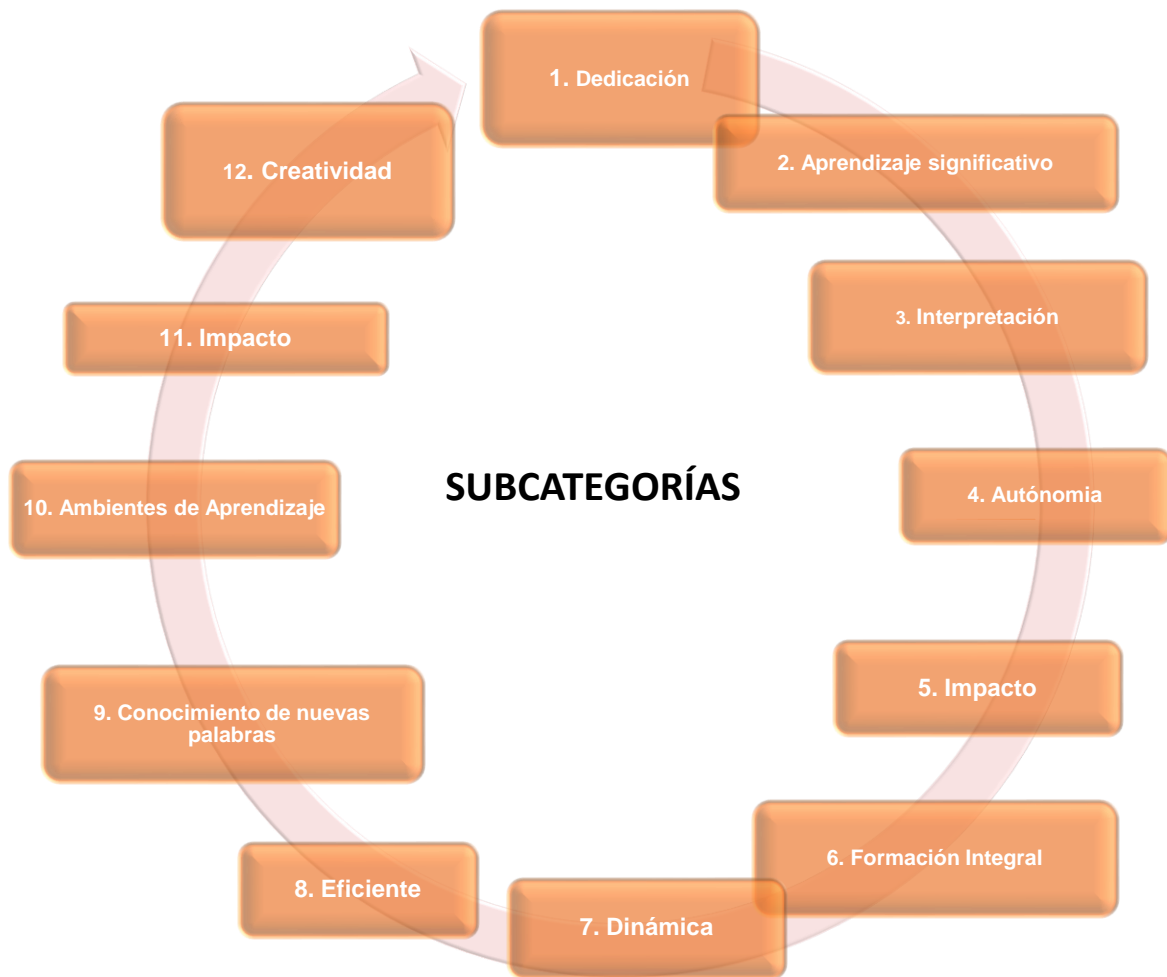 1. Dedicación
2. Aprendizaje significativo
3. Interpretación
4. Autónomia
5. Impacto
6. Formación Integral
7. Dinámica
8. Eficiente
9. Conocimiento de nuevas
palabras
10. Ambientes de Aprendizaje
11. Impacto
12. Creatividad
SUBCATEGORÍAS